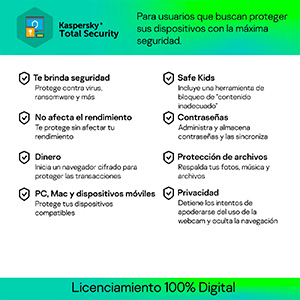 Kaspersky®
Total Security
Para usuarios que buscan proteger
sus dispositivos con la máxima
seguridad.
Te brinda seguridad
Protege contra virus,
ransomware y más
No afecta el rendimiento
Te protege sin afectar tu
rendimiento
Dinero
Inicia un navegador cifrado para
proteger las transacciones
PC, Mac y dispositivos móviles
Protege tus dispositivos
compatibles
Safe Kids
Incluye una herramienta de
bloqueo de "contenido
inadecuado"
Contraseñas
Administra y almacena
contraseñas y las sincroniza
Protección de archivos
Respalda tus fotos, música y
archivos
Privacidad
Detiene los intentos de
apoderarse del uso de la
webcam y oculta la navegación
Licenciamiento 100% Digital